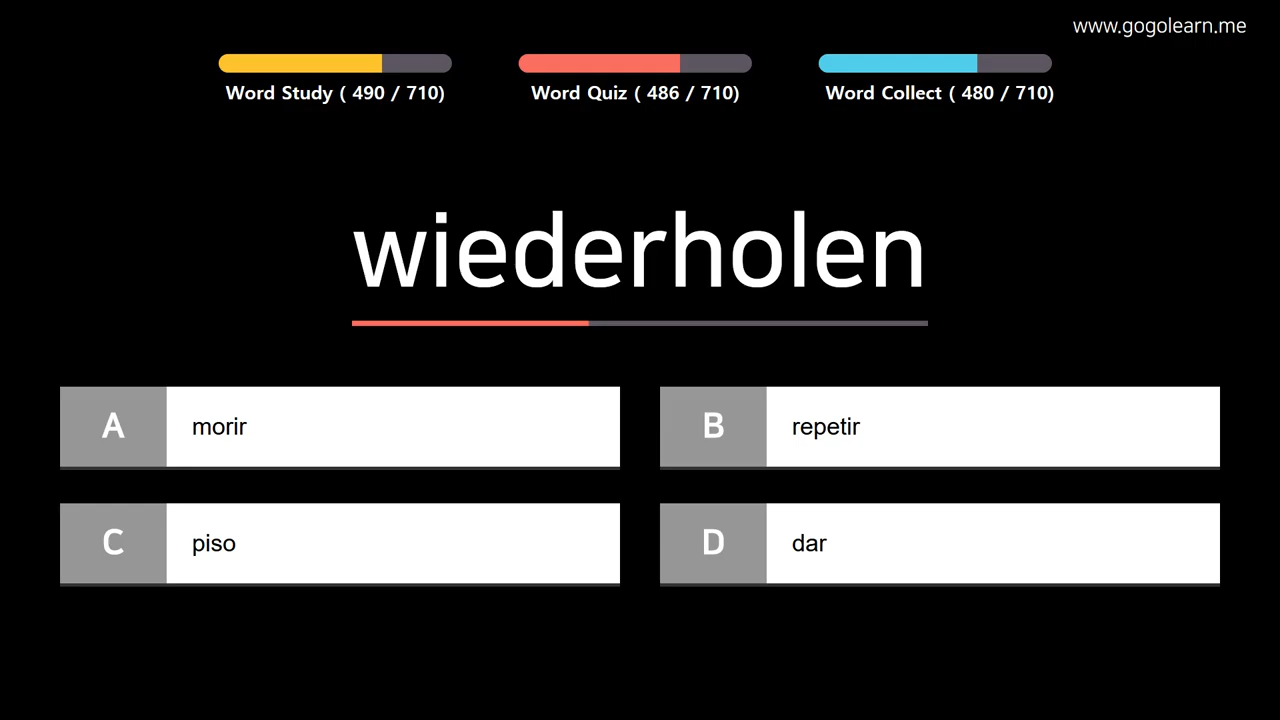 www.gogolearn.me
Word Study ( 490 / 710)
Word Quiz ( 486 / 710)
Word Collect ( 480 / 710)
wiederholen
A morir
B repetir
C piso
D dar